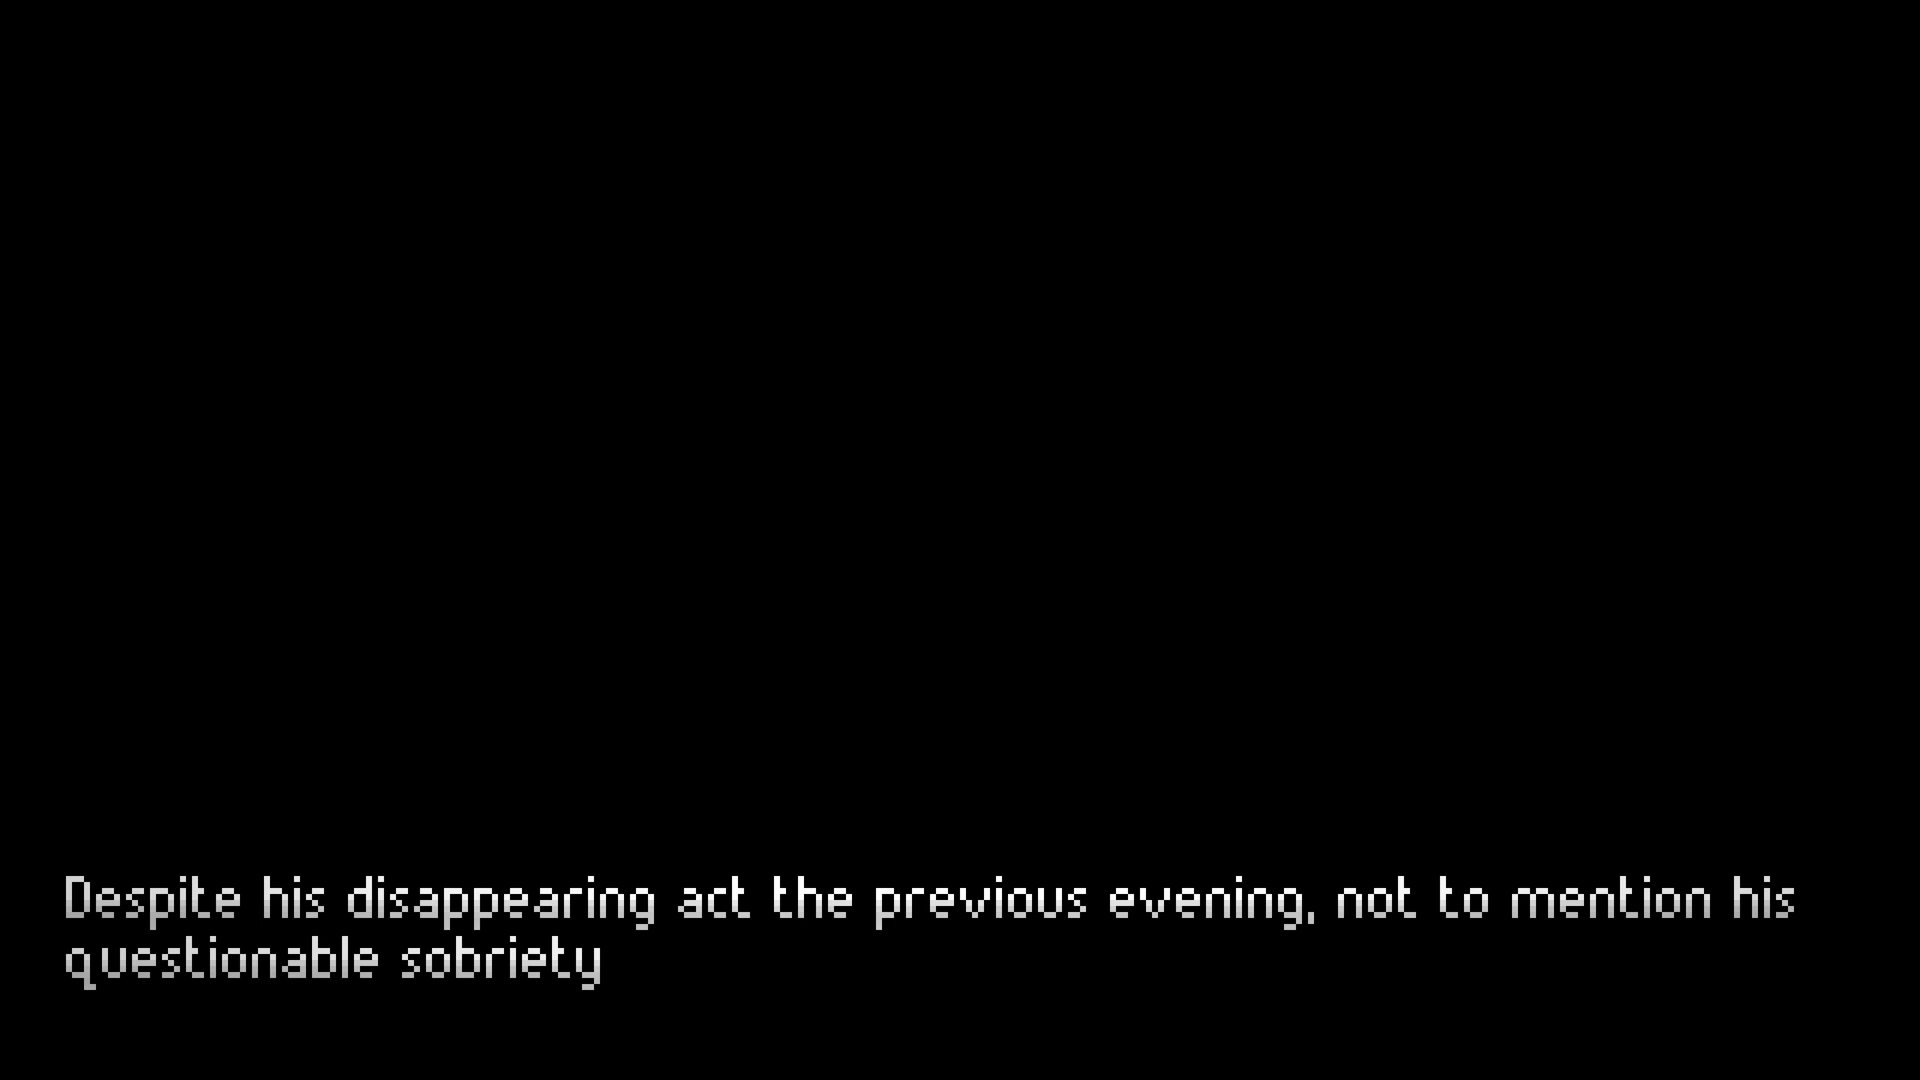 Despite his disappearing act the previous evening, not to mention his
questionable sobriety